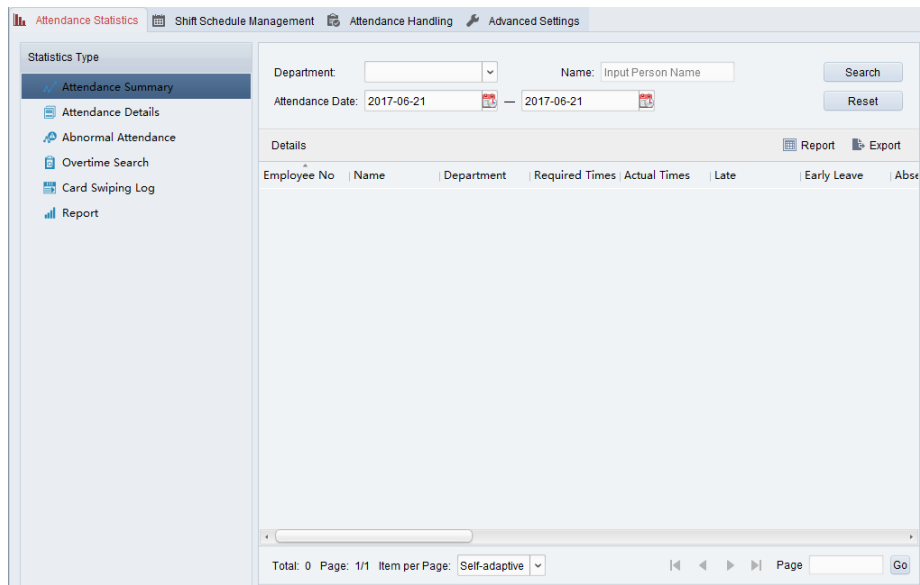 Attendance Statistics Shift Schedule Management Attendance Handling Advanced Settings
Statistics Type
Attendance Summary
Attendance Details
Abnormal Attendance
Overtime Search
Card Swiping Log
Report
Department: Name: Input Person Name Search
Attendance Date: 2017-06-21 — 2017-06-21 Reset
Details Report Export
Employee No Name Department Required Times Actual Times Late Early Leave Abse
Total: 0 Page: 1/1 Item per Page: Self-adaptive Page Go